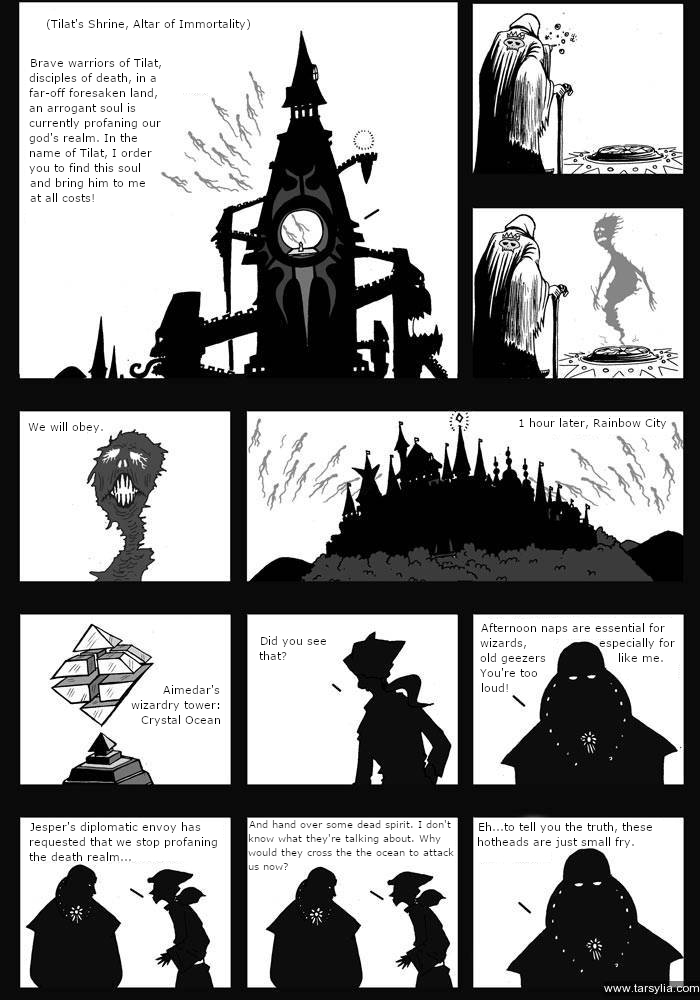 (Tilat's Shrine, Altar of Immortality)
Brave warriors of Tilat,
disciples of death, in a
far-off foresaken land,
an arrogant soul is
currently profaning our
god's realm. In the
name of Tilat, I order
you to find this soul
and bring him to me
at all costs!
We will obey.
1 hour later, Rainbow City
Aimedar's
wizardry tower:
Crystal Ocean
Did you see
that?
Afternoon naps are essential for
wizards, especially for
old geezers like me.
You're too
loud!
Jesper's diplomatic envoy has
requested that we stop profaning
the death realm...
And hand over some dead spirit. I don't
know what they're talking about. Why
would they cross the the ocean to attack
us now?
Eh...to tell you the truth, these
hotheads are just small fry.
www.tarsylia.com